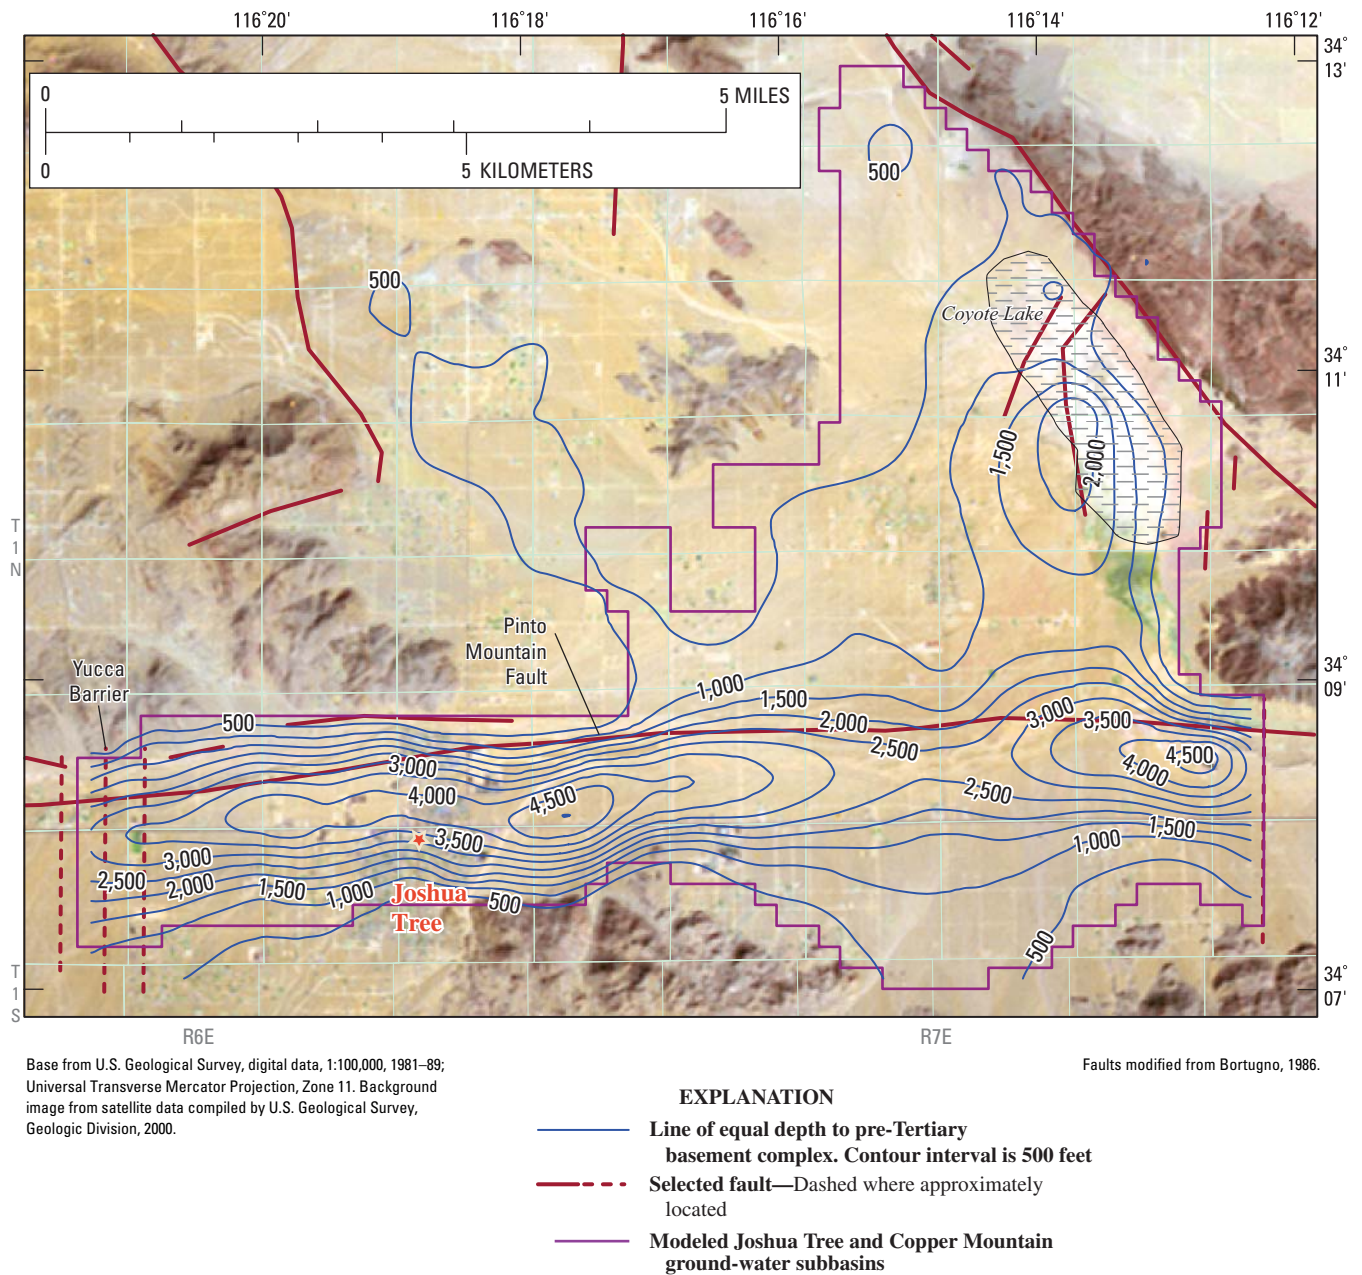 116°20' 116°18' 116°16' 116°14' 116°12'
34°
13'
0 5 MILES
0 5 KILOMETERS
500
500
Coyote Lake
34°
11'
1,500
2,000
T
1
N
Pinto
Mountain
Fault
Yucca
Barrier
34°
09'
1,000
1,500
500
2,000
2,500
3,000
3,500
4,500
4,000
3,000
4,000
4,500
2,500
3,500
1,500
1,000
3,000
2,500
2,000
1,500
1,000
500
Joshua
Tree
500
T
1
S
34°
07'
R6E R7E
Base from U.S. Geological Survey, digital data, 1:100,000, 1981–89;
Universal Transverse Mercator Projection, Zone 11. Background
image from satellite data compiled by U.S. Geological Survey,
Geologic Division, 2000.
Faults modified from Bortugno, 1986.
EXPLANATION
Line of equal depth to pre-Tertiary
basement complex. Contour interval is 500 feet
Selected fault—Dashed where approximately
located
Modeled Joshua Tree and Copper Mountain
ground-water subbasins